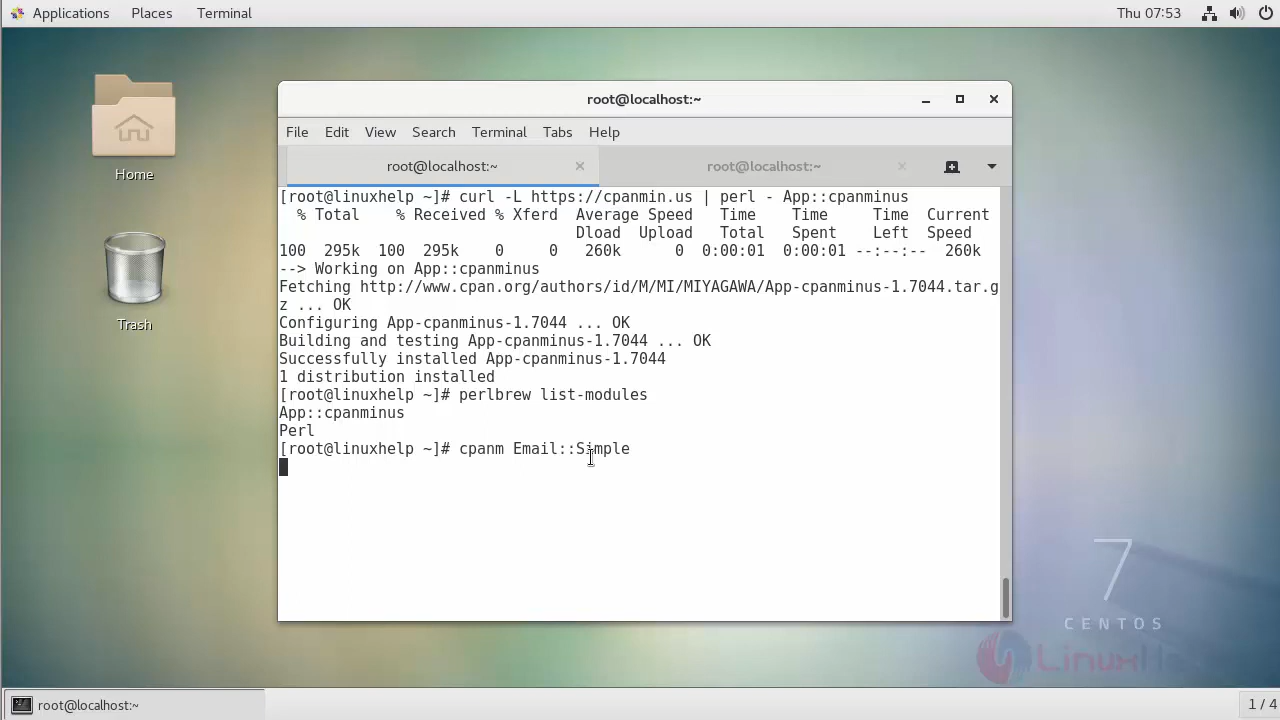 Applications Places Terminal Thu 07:53
root@localhost:~
File Edit View Search Terminal Tabs Help
root@localhost:~ root@localhost:~
[root@linuxhelp ~]# curl -L https://cpanmin.us | perl - App::cpanminus
% Total % Received % Xferd Average Speed Time Time Time Current
Dload Upload Total Spent Left Speed
100 295k 100 295k 0 0 260k 0 0:00:01 0:00:01 --:--:-- 260k
--> Working on App::cpanminus
Fetching http://www.cpan.org/authors/id/M/MI/MIYAGAWA/App-cpanminus-1.7044.tar.g
z ... OK
Configuring App-cpanminus-1.7044 ... OK
Building and testing App-cpanminus-1.7044 ... OK
Successfully installed App-cpanminus-1.7044
1 distribution installed
[root@linuxhelp ~]# perlbrew list-modules
App::cpanminus
Perl
[root@linuxhelp ~]# cpanm Email::Simple
Home
Trash
7
CENTOS
root@localhost:~ 1 / 4